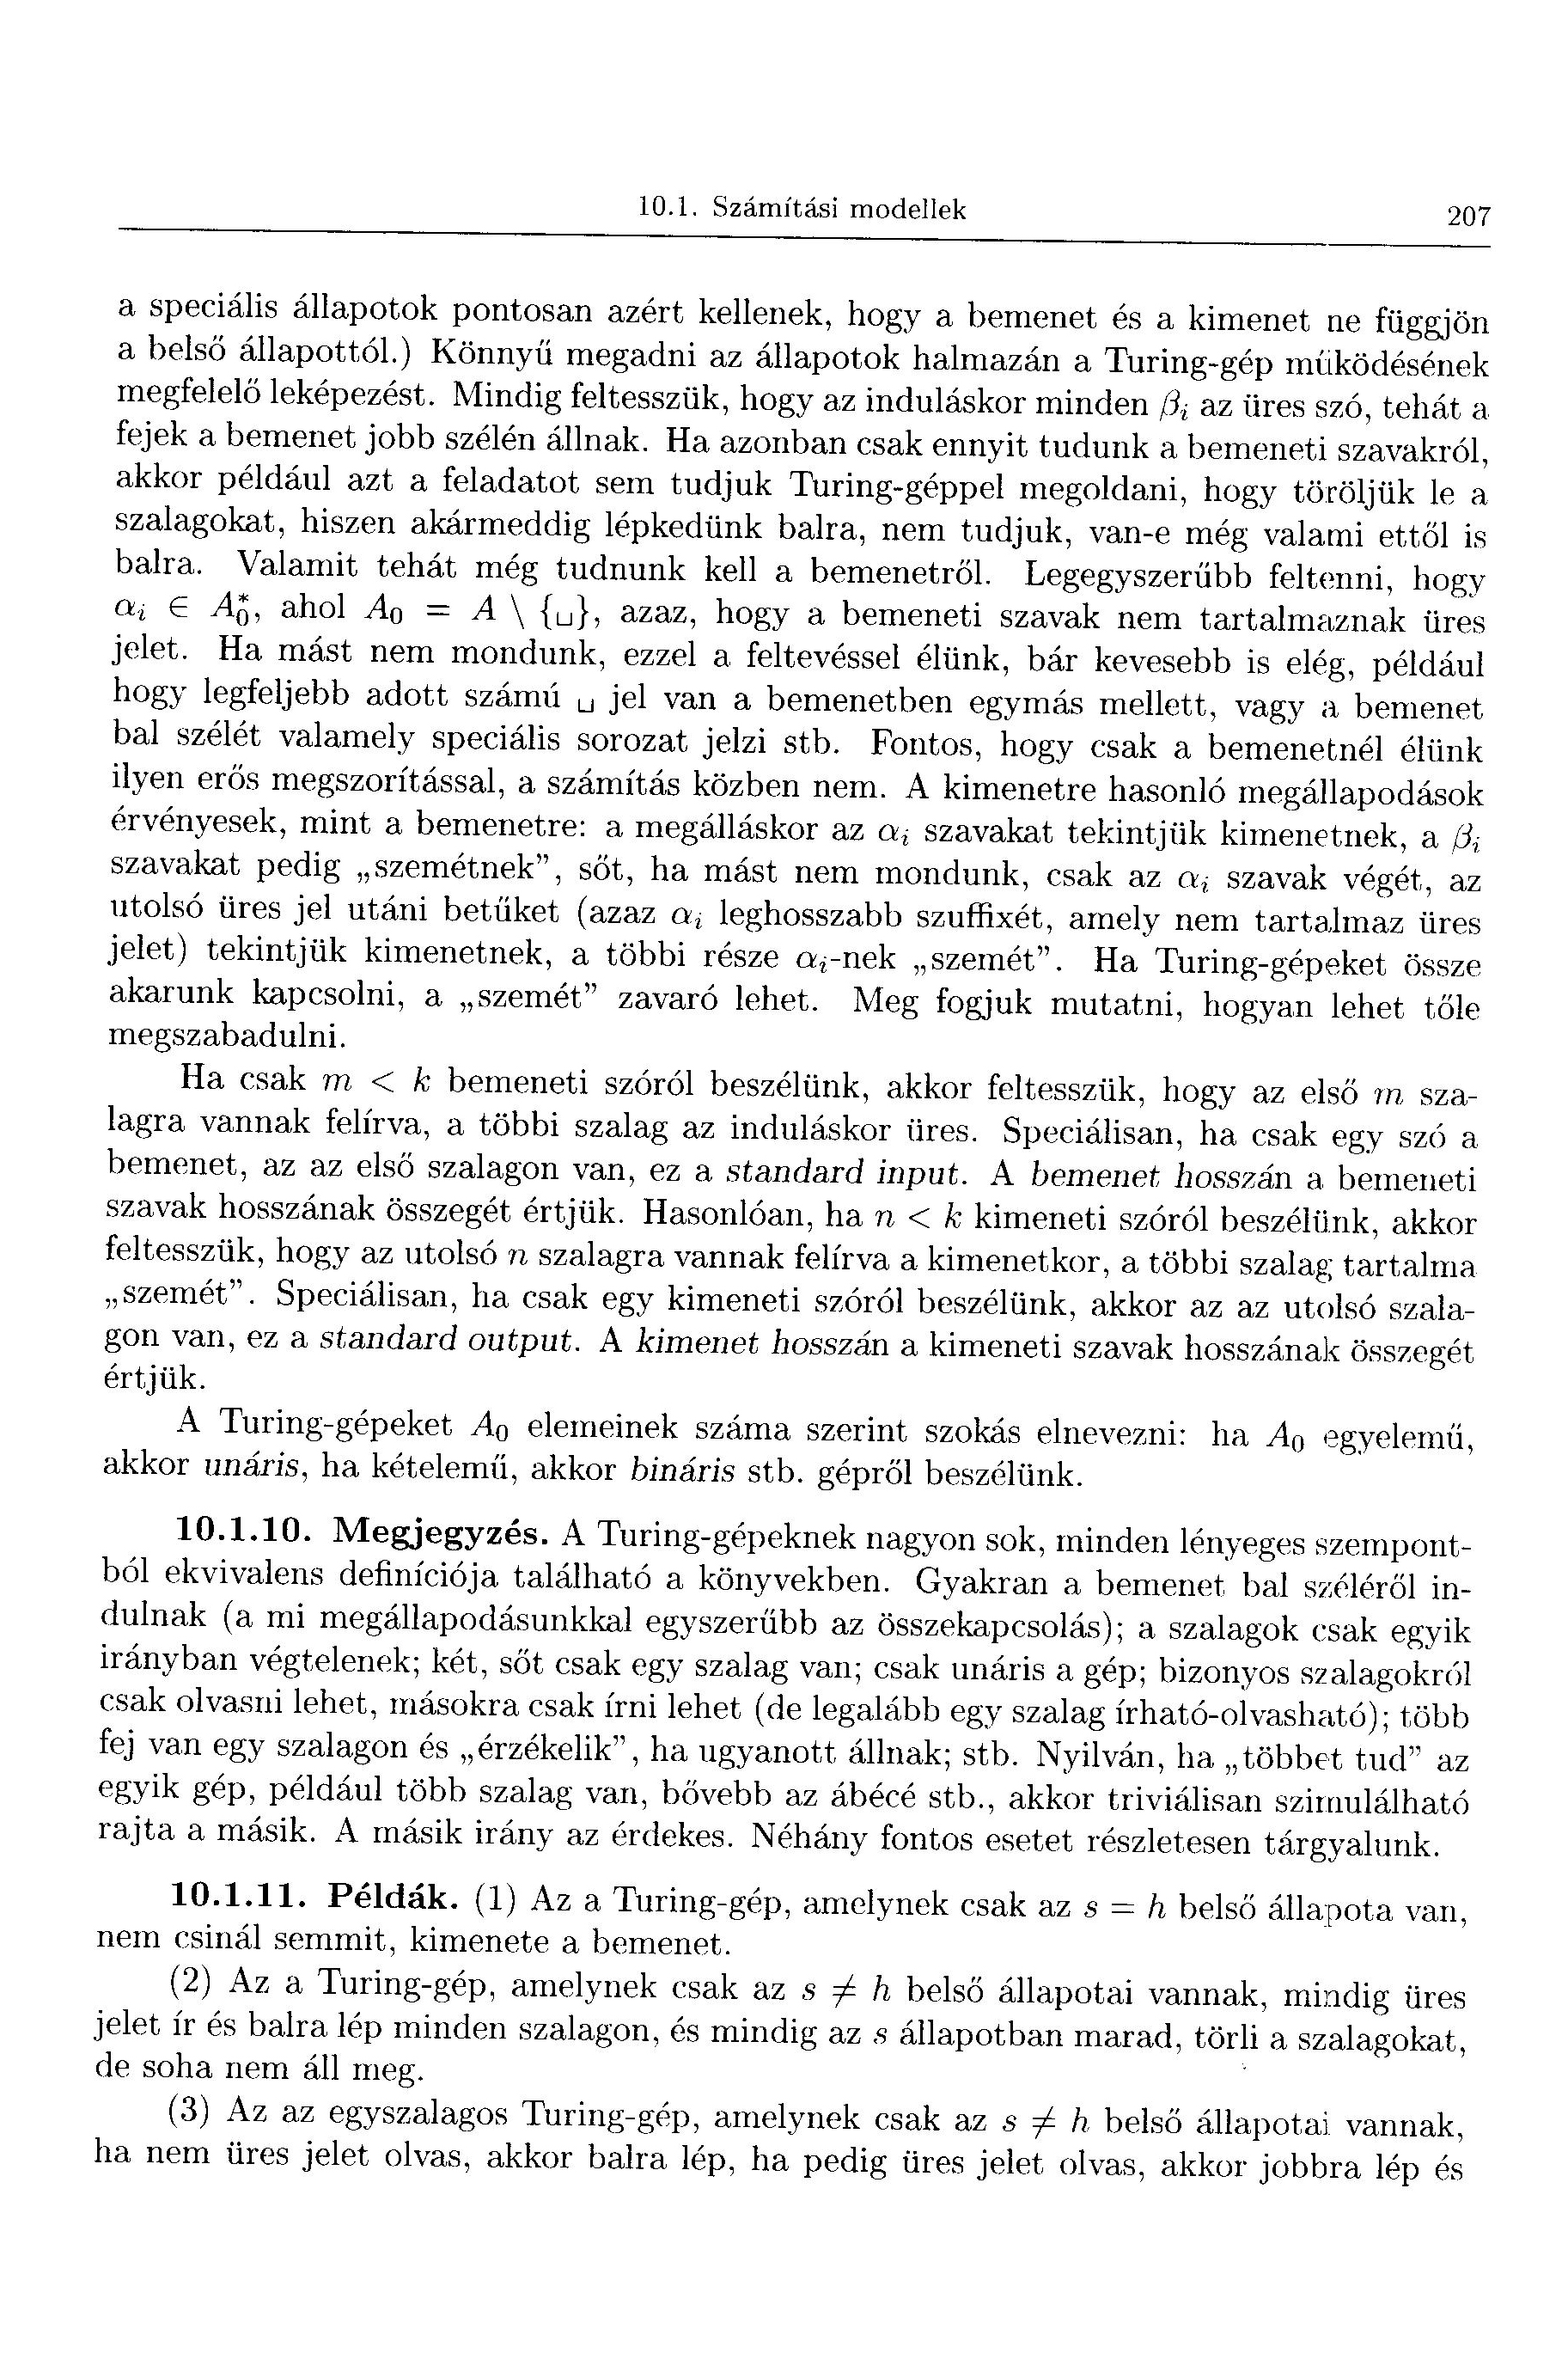 10.1. Számítási modellek
207
a speciális állapotok pontosan azért kellenek, hogy a bemenet és a kimenet ne függjön
a belső állapottól.) Könnyű megadni az állapotok halmazán a Turing-gép működésének
megfelelő leképezést. Mindig feltesszük, hogy az induláskor minden βᵢ az üres szó, tehát a
fejek a bemenet jobb szélén állnak. Ha azonban csak ennyit tudunk a bemeneti szavakról,
akkor például azt a feladatot sem tudjuk Turing-géppel megoldani, hogy töröljük le a
szalagokat, hiszen akármeddig lépkedünk balra, nem tudjuk, van-e még valami ettől is
balra. Valamit tehát még tudnunk kell a bemenetről. Legegyszerűbb feltenni, hogy
αᵢ ∈ A₀*, ahol A₀ = A \ {␣}, azaz, hogy a bemeneti szavak nem tartalmaznak üres
jelet. Ha mást nem mondunk, ezzel a feltevéssel élünk, bár kevesebb is elég, például
hogy legfeljebb adott számú ␣ jel van a bemenetben egymás mellett, vagy a bemenet
bal szélét valamely speciális sorozat jelzi stb. Fontos, hogy csak a bemenetnél élünk
ilyen erős megszorítással, a számítás közben nem. A kimenetre hasonló megállapodások
érvényesek, mint a bemenetre: a megálláskor az αᵢ szavakat tekintjük kimenetnek, a βᵢ
szavakat pedig „szemétnek”, sőt, ha mást nem mondunk, csak az αᵢ szavak végét, az
utolsó üres jel utáni betűket (azaz αᵢ leghosszabb szuffixét, amely nem tartalmaz üres
jelet) tekintjük kimenetnek, a többi része αᵢ-nek „szemét”. Ha Turing-gépeket össze
akarunk kapcsolni, a „szemét” zavaró lehet. Meg fogjuk mutatni, hogyan lehet tőle
megszabadulni.
Ha csak m < k bemeneti szóról beszélünk, akkor feltesszük, hogy az első m sza-
lagra vannak felírva, a többi szalag az induláskor üres. Speciálisan, ha csak egy szó a
bemenet, az az első szalagon van, ez a standard input. A bemenet hosszán a bemeneti
szavak hosszának összegét értjük. Hasonlóan, ha n < k kimeneti szóról beszélünk, akkor
feltesszük, hogy az utolsó n szalagra vannak felírva a kimenetkor, a többi szalag tartalma
„szemét”. Speciálisan, ha csak egy kimeneti szóról beszélünk, akkor az az utolsó szala-
gon van, ez a standard output. A kimenet hosszán a kimeneti szavak hosszának összegét
értjük.
A Turing-gépeket A₀ elemeinek száma szerint szokás elnevezni: ha A₀ egyelemű,
akkor unáris, ha kételemű, akkor bináris stb. gépről beszélünk.
10.1.10. Megjegyzés. A Turing-gépeknek nagyon sok, minden lényeges szempont-
ból ekvivalens definíciója található a könyvekben. Gyakran a bemenet bal széléről in-
dulnak (a mi megállapodásunkkal egyszerűbb az összekapcsolás); a szalagok csak egyik
irányban végtelenek; két, sőt csak egy szalag van; csak unáris a gép; bizonyos szalagokról
csak olvasni lehet, másokra csak írni lehet (de legalább egy szalag írható-olvasható); több
fej van egy szalagon és „érzékelik”, ha ugyanott állnak; stb. Nyilván, ha „többet tud” az
egyik gép, például több szalag van, bővebb az ábécé stb., akkor triviálisan szimulálható
rajta a másik. A másik irány az érdekes. Néhány fontos esetet részletesen tárgyalunk.
10.1.11. Példák. (1) Az a Turing-gép, amelynek csak az s = h belső állapota van,
nem csinál semmit, kimenete a bemenet.
(2) Az a Turing-gép, amelynek csak az s ≠ h belső állapotai vannak, mindig üres
jelet ír és balra lép minden szalagon, és mindig az s állapotban marad, törli a szalagokat,
de soha nem áll meg.
(3) Az az egyszalagos Turing-gép, amelynek csak az s ≠ h belső állapotai vannak,
ha nem üres jelet olvas, akkor balra lép, ha pedig üres jelet olvas, akkor jobbra lép és